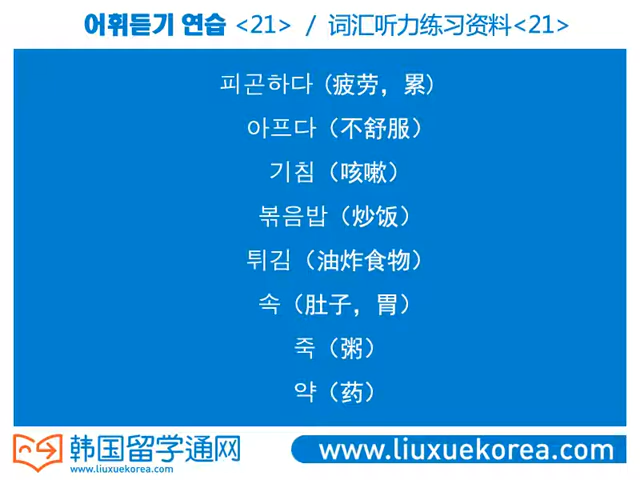 어휘듣기 연습 <21> / 词汇听力练习资料<21>
피곤하다 (疲劳，累)
아프다（不舒服）
기침（咳嗽）
볶음밥（炒饭）
튀김（油炸食物）
속（肚子，胃）
죽（粥）
약（药）
韩国留学通网
www.liuxuekorea.com
www.liuxuekorea.com